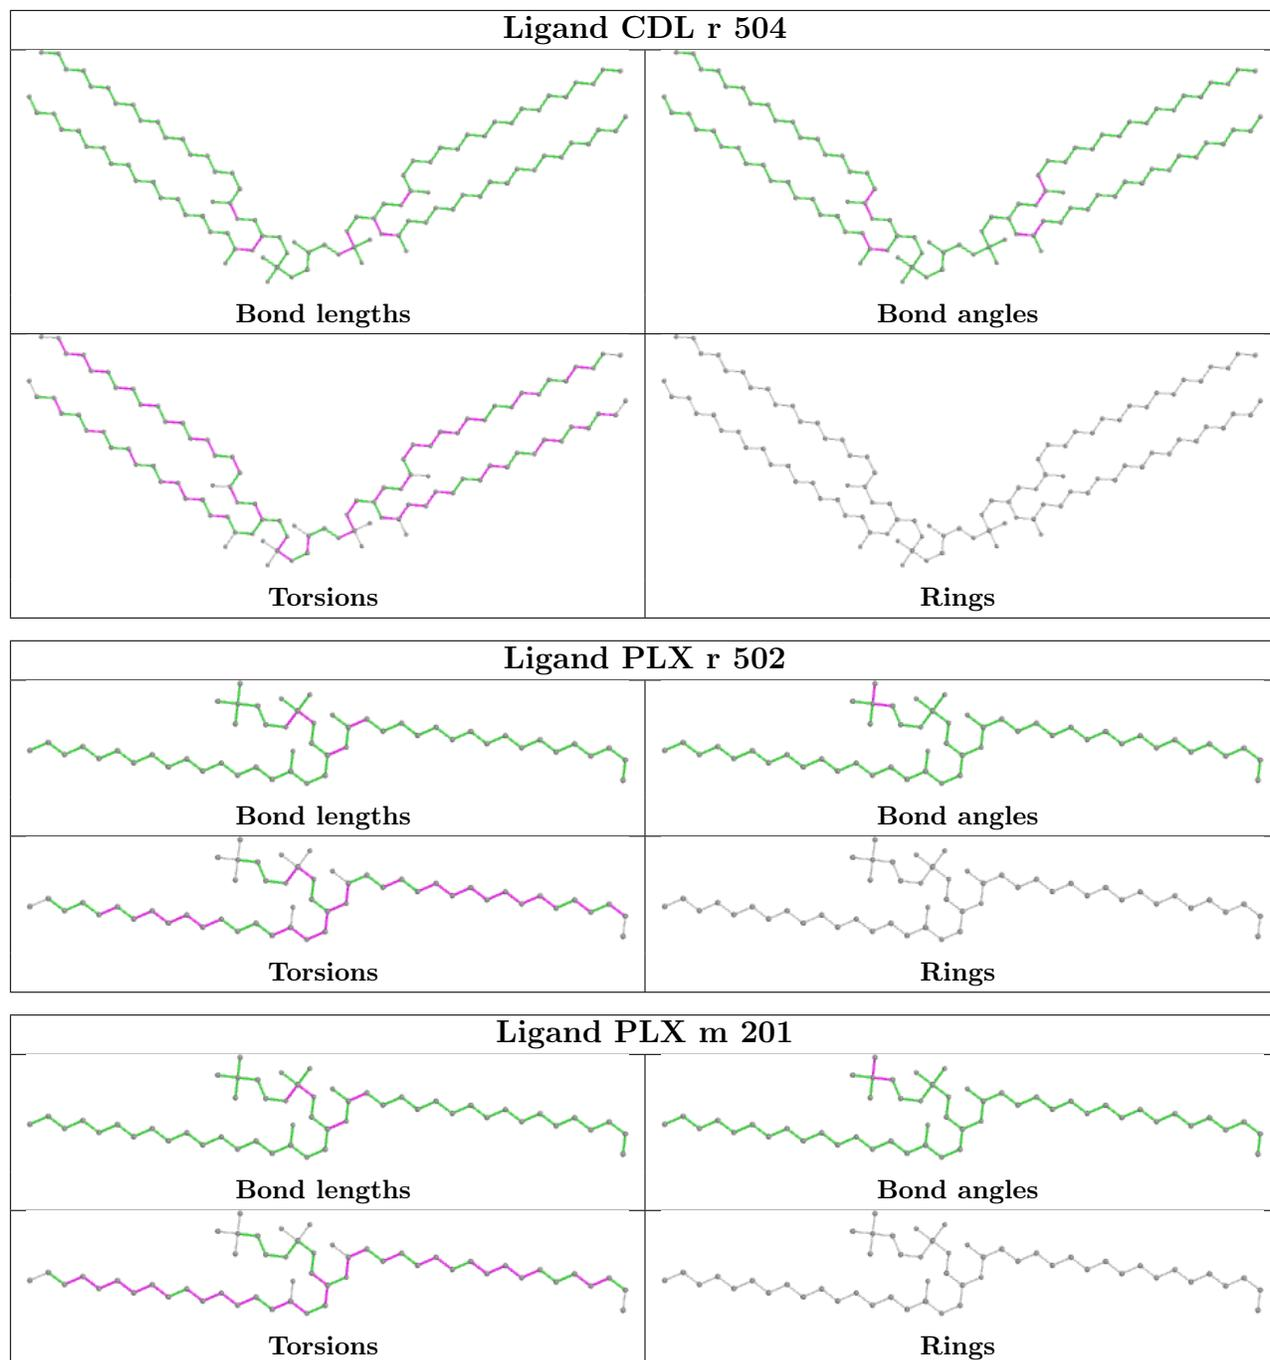 Ligand CDL r 504
Bond lengths
Bond angles
Torsions
Rings
Ligand PLX r 502
Bond lengths
Bond angles
Torsions
Rings
Ligand PLX m 201
Bond lengths
Bond angles
Torsions
Rings